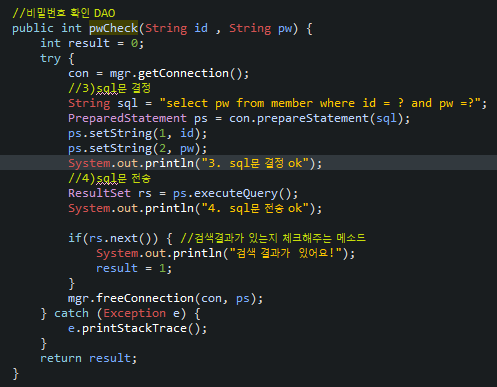 //비밀번호 확인 DAO
public int pwCheck(String id , String pw) {
int result = 0;
try {
con = mgr.getConnection();
//3)sql문 결정
String sql = "select pw from member where id = ? and pw =?";
PreparedStatement ps = con.prepareStatement(sql);
ps.setString(1, id);
ps.setString(2, pw);
System.out.println("3. sql문 결정 ok");
//4)sql문 전송
ResultSet rs = ps.executeQuery();
System.out.println("4. sql문 전송 ok");
if(rs.next()) { //검색결과가 있는지 체크해주는 메소드
System.out.println("검색 결과가 있어요!");
result = 1;
}
mgr.freeConnection(con, ps);
} catch (Exception e) {
e.printStackTrace();
}
return result;
}